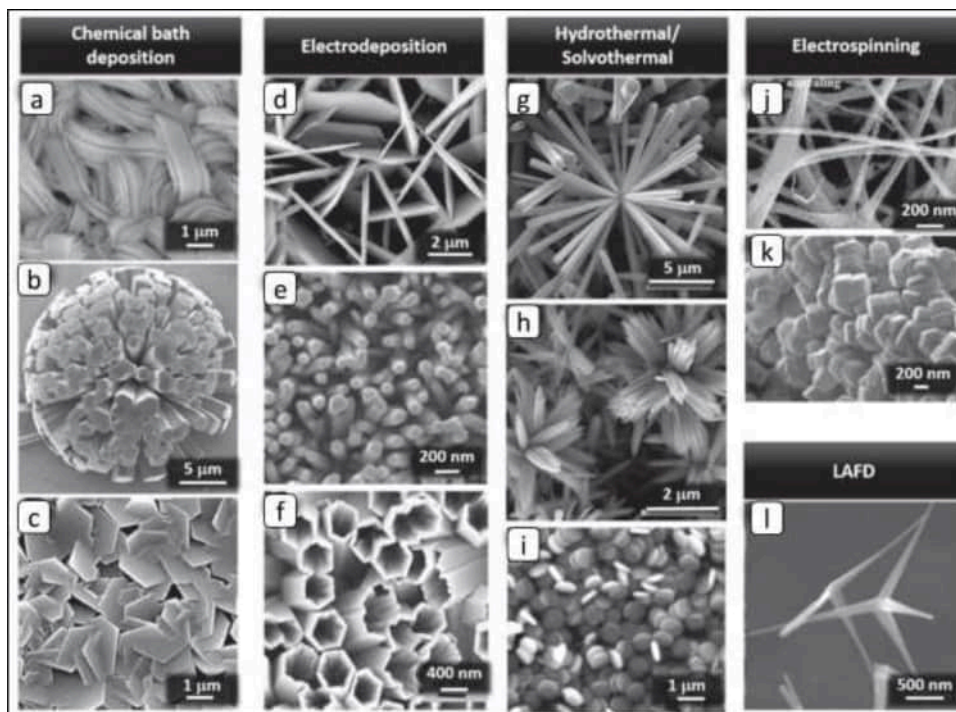 Chemical bath
deposition
Electrodeposition
Hydrothermal/
Solvothermal
Electrospinning
a
1 µm
b
5 µm
c
1 µm
d
2 µm
e
200 nm
f
400 nm
g
5 µm
h
2 µm
i
1 µm
j
200 nm
k
200 nm
LAFD
l
500 nm